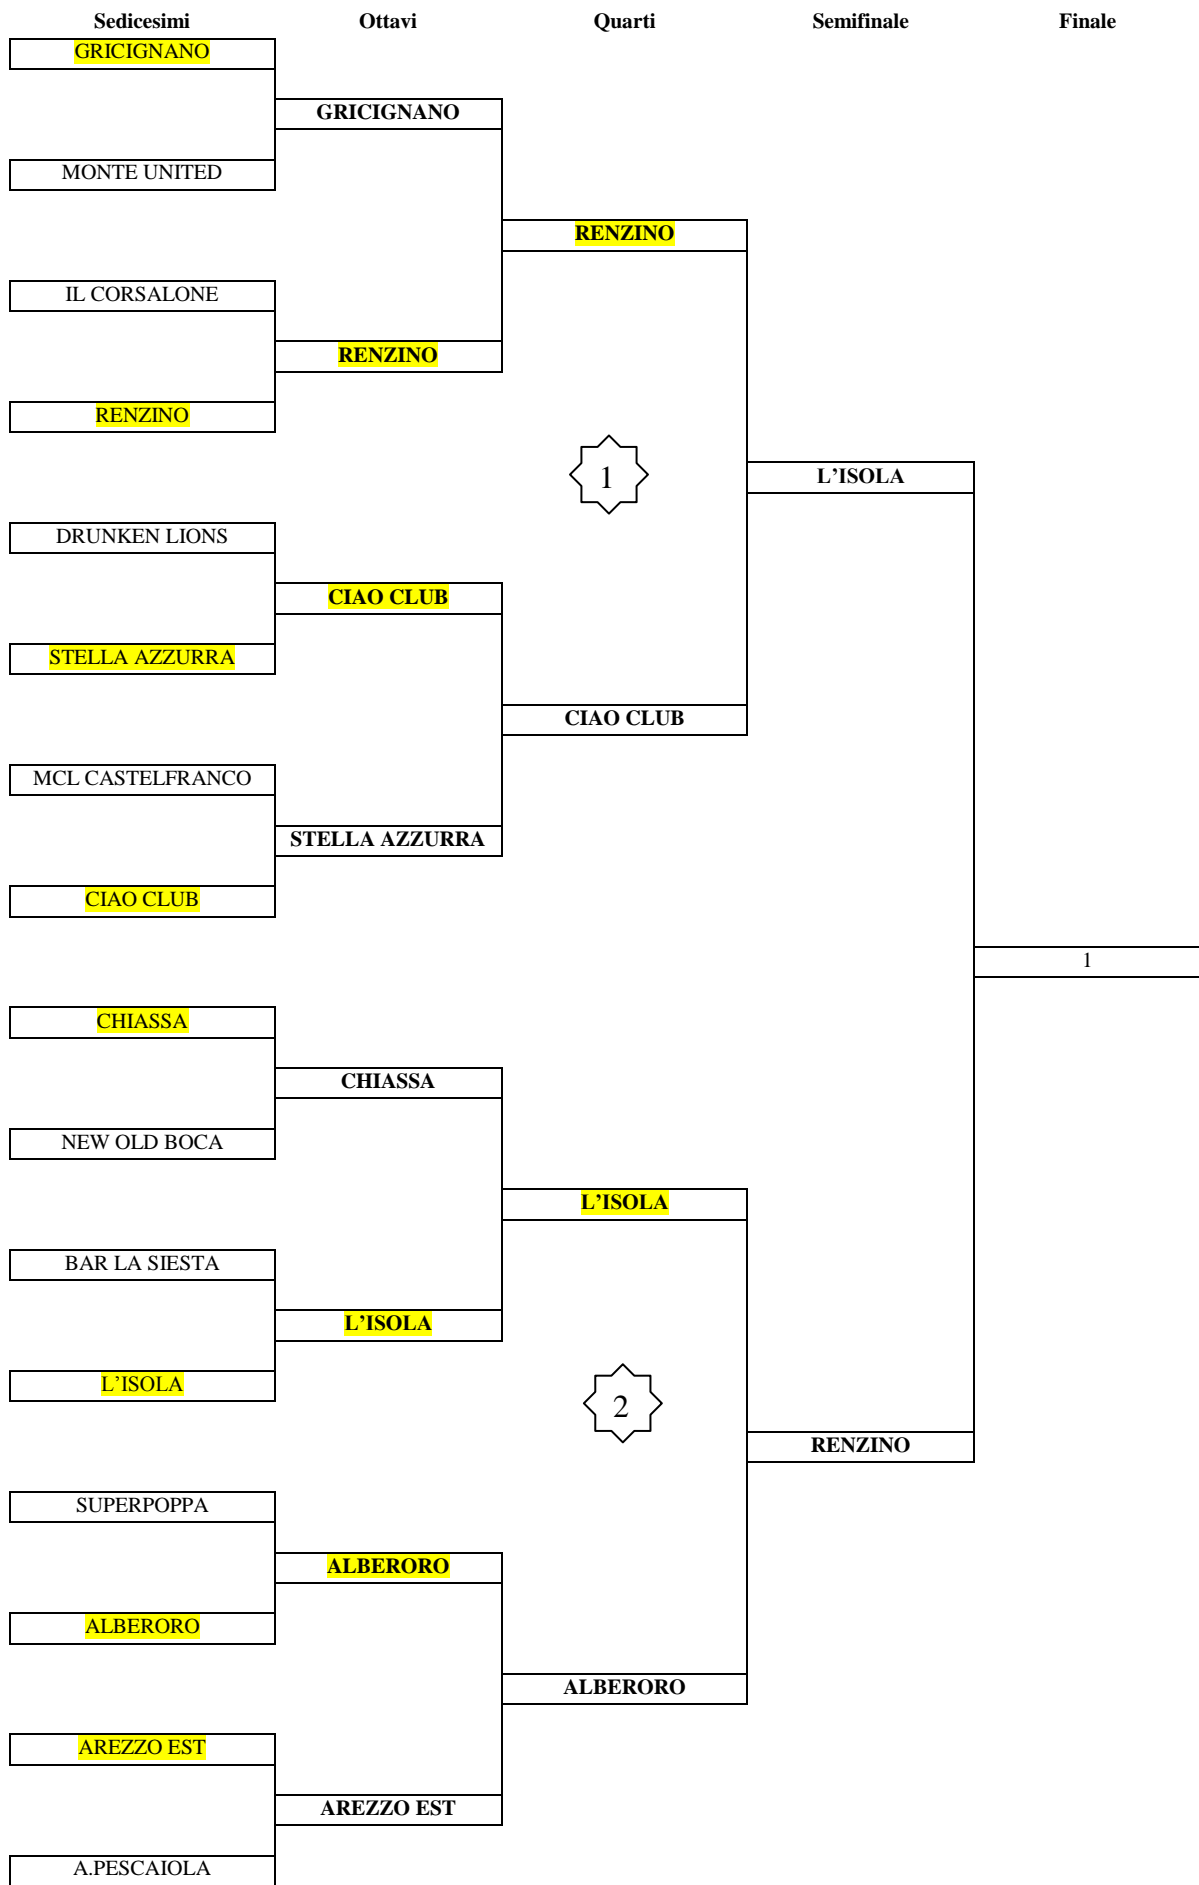 Sedicesimi Ottavi Quarti Semifinale Finale
GRICIGNANO
GRICIGNANO
MONTE UNITED
RENZINO
IL CORSALONE
RENZINO
RENZINO
1
L’ISOLA
DRUNKEN LIONS
CIAO CLUB
STELLA AZZURRA
CIAO CLUB
MCL CASTELFRANCO
STELLA AZZURRA
CIAO CLUB
1
CHIASSA
CHIASSA
NEW OLD BOCA
L’ISOLA
BAR LA SIESTA
L’ISOLA
L’ISOLA
2
RENZINO
SUPERPOPPA
ALBERORO
ALBERORO
ALBERORO
AREZZO EST
AREZZO EST
A.PESCAIOLA